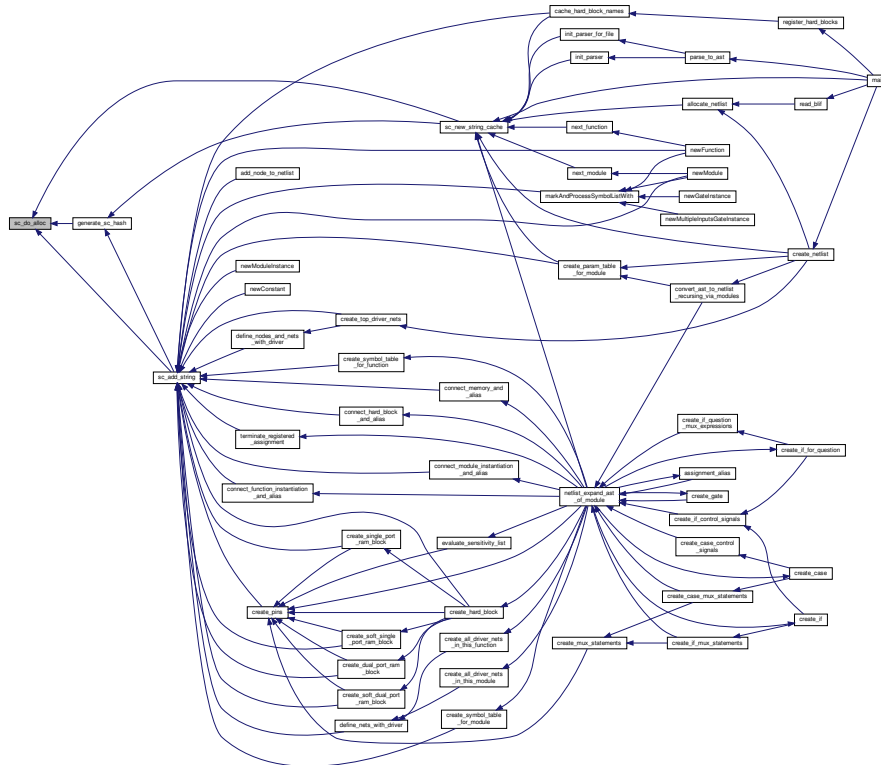 cache_hard_block_names
register_hard_blocks
init_parser_for_file
init_parser
parse_to_ast
allocate_netlist
read_blif
sc_new_string_cache
next_function
newFunction
add_node_to_netlist
next_module
newModule
markAndProcessSymbolListWith
newGateInstance
newMultipleInputsGateInstance
sc_do_alloc
generate_sc_hash
create_netlist
newModuleInstance
create_param_table
_for_module
newConstant
convert_ast_to_netlist
_recursing_via_modules
create_top_driver_nets
define_nodes_and_nets
_with_driver
create_symbol_table
_for_function
sc_add_string
connect_memory_and
_alias
connect_hard_block
_and_alias
create_if_question
_mux_expressions
terminate_registered
_assignment
create_if_for_question
connect_module_instantiation
_and_alias
assignment_alias
connect_function_instantiation
_and_alias
netlist_expand_ast
_of_module
create_gate
create_if_control_signals
create_single_port
_ram_block
evaluate_sensitivity_list
create_case_control
_signals
create_case
create_case_mux_statements
create_pins
create_hard_block
create_if
create_soft_single
_port_ram_block
create_all_driver_nets
_in_this_function
create_mux_statements
create_if_mux_statements
create_dual_port_ram
_block
create_all_driver_nets
_in_this_module
create_soft_dual_port
_ram_block
create_symbol_table
_for_module
define_nets_with_driver